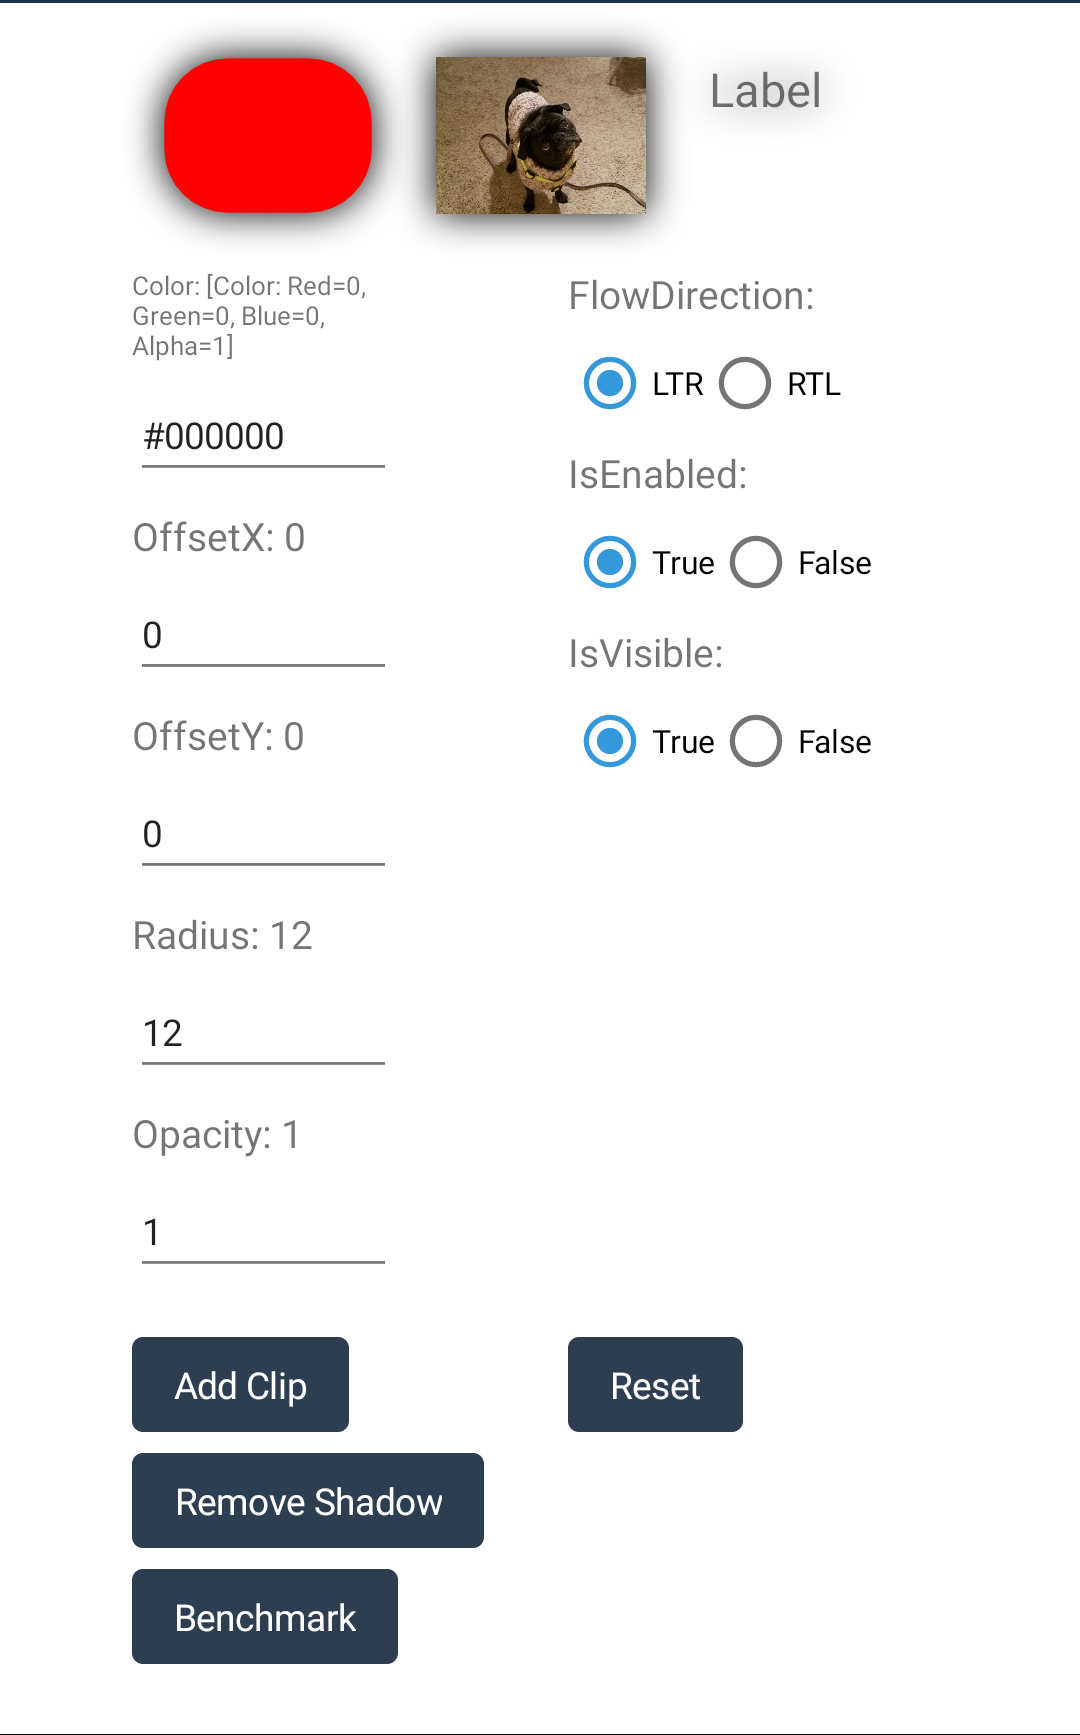 Label
Color: [Color: Red=0,
Green=0, Blue=0,
Alpha=1]
#000000
OffsetX: 0
0
OffsetY: 0
0
Radius: 12
12
Opacity: 1
1
FlowDirection:
LTR RTL
IsEnabled:
True False
IsVisible:
True False
Add Clip
Reset
Remove Shadow
Benchmark